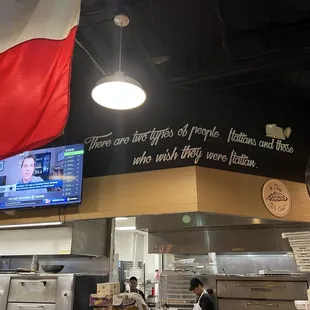 There are two types of people, Italians and those
who wish they were Italian.